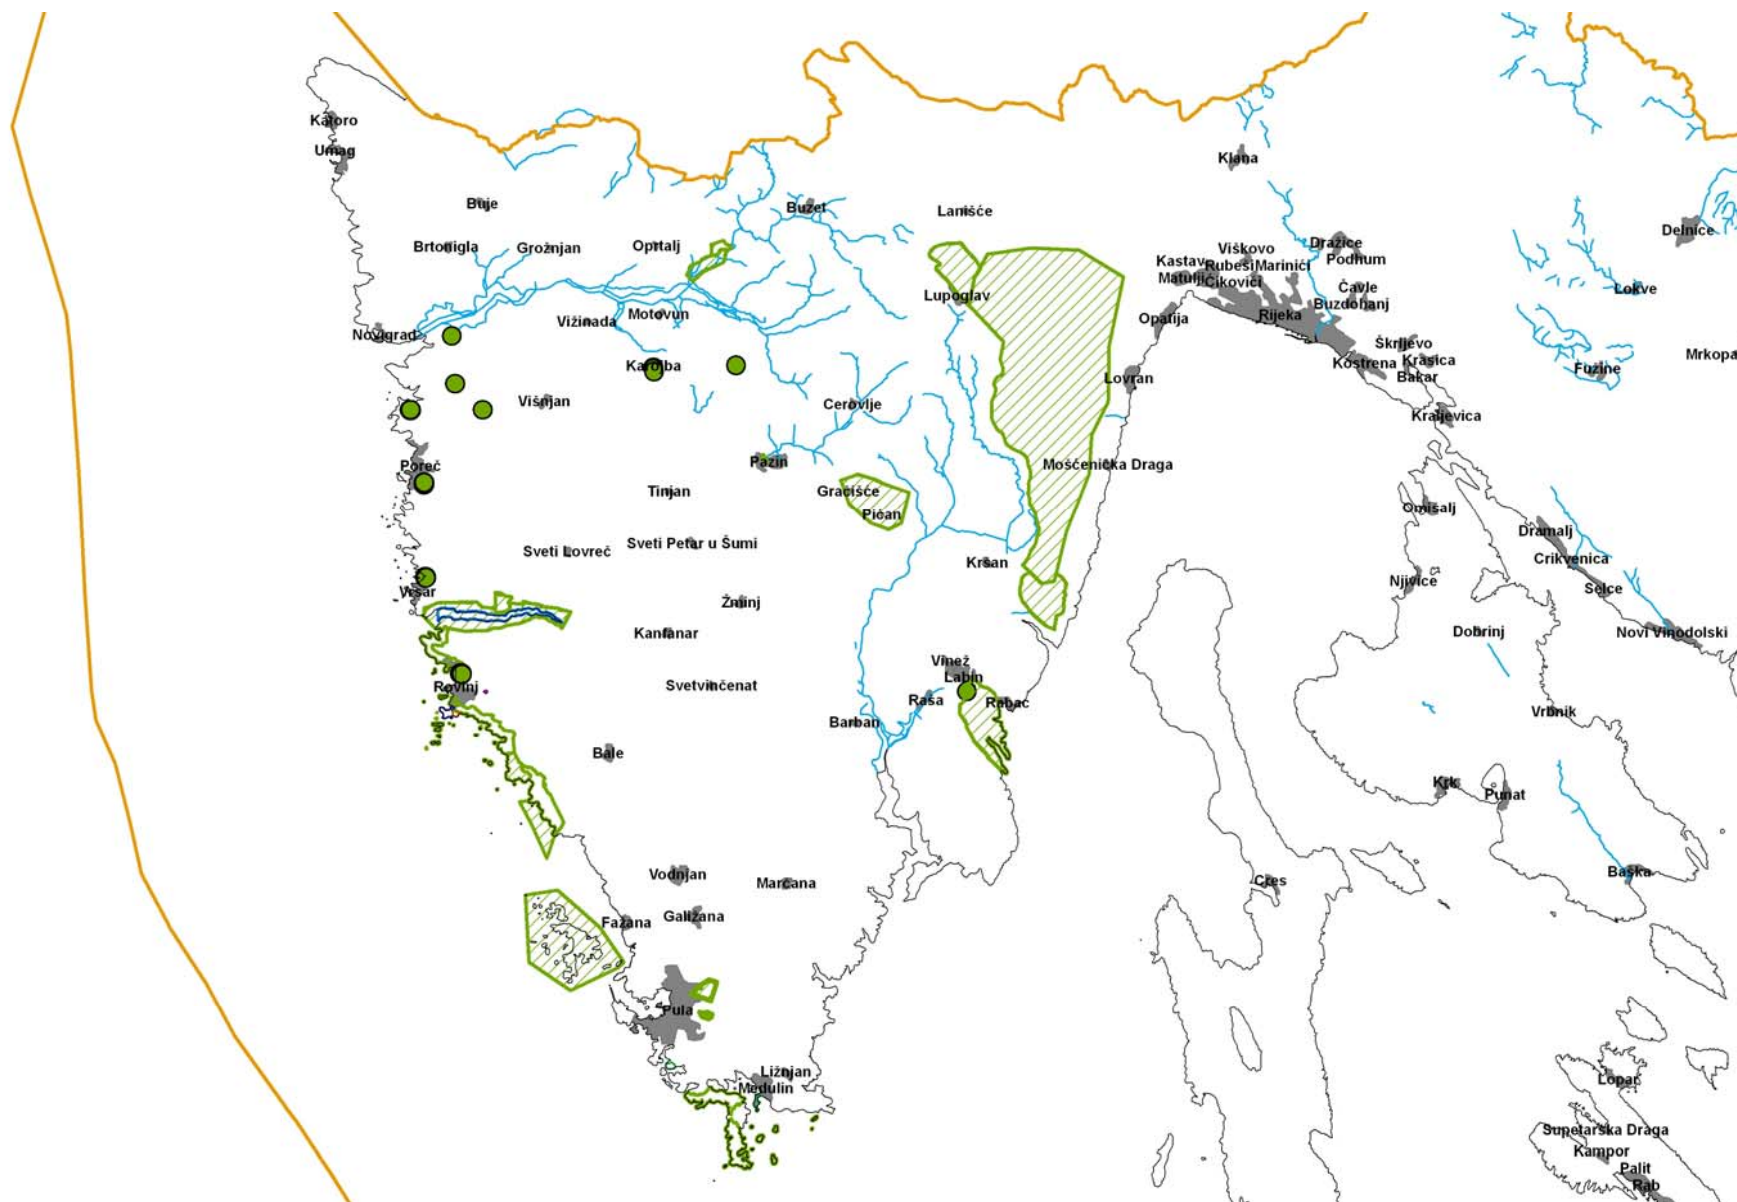 Katoro
Umag
Klana
Buje
Buzet
Lanišće
Delnice
Brtonigla
Grožnjan
Oprtalj
Viškovo
Dražice
Podhum
Kastav
Rubeši
Marinići
Matulji
Čikovići
Čavle
Lokve
Lupoglav
Buzdohanj
Opatija
Rijeka
Vižinada
Motovun
Novigrad
Škrljevo
Mrkopa
Karojba
Kostrena
Krasica
Fužine
Lovran
Bakar
Višnjan
Cerovlje
Kraljevica
Poreč
Pazin
Mošćenička Draga
Tinjan
Gračišće
Omišalj
Pićan
Dramalj
Sveti Lovreč
Sveti Petar u Šumi
Kršan
Crikvenica
Njivice
Selce
Vrsar
Žminj
Kanfanar
Dobrinj
Novi Vinodolski
Vinež
Labin
Rovinj
Svetvinčenat
Raša
Rabac
Barban
Vrbnik
Bale
Krk
Punat
Vodnjan
Marčana
Cres
Baška
Fažana
Galižana
Pula
Ližnjan
Medulin
Lopar
Supetarska Draga
Kampor
Palit
Rab